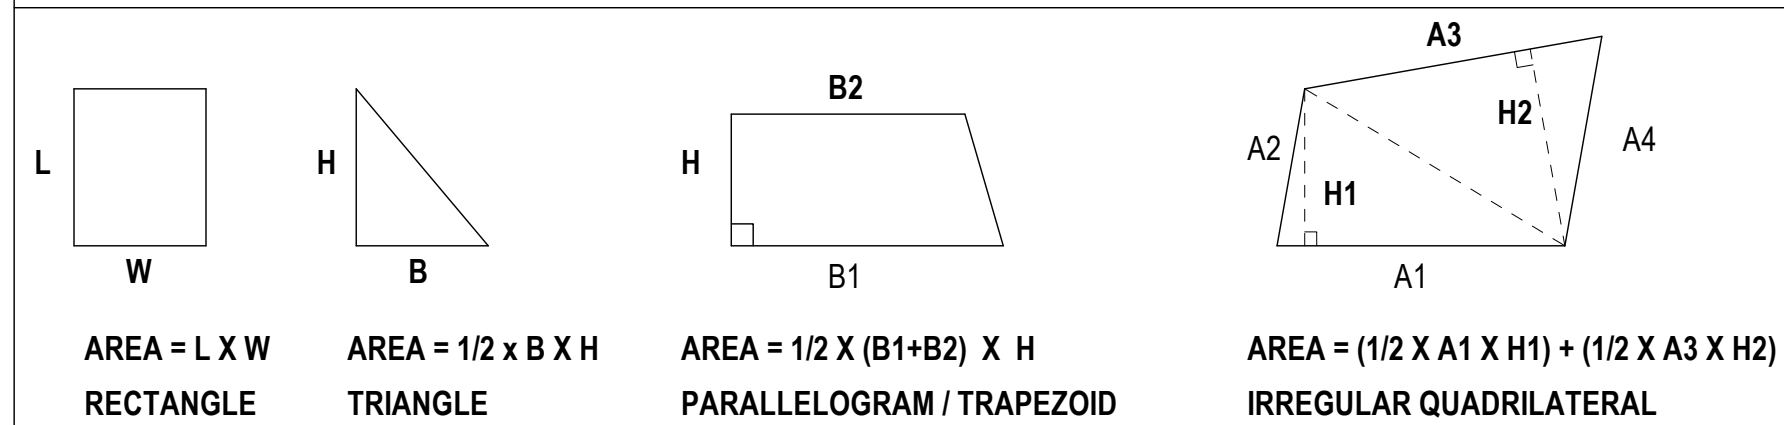 L
W
AREA = L X W
RECTANGLE
H
B
AREA = 1/2 x B X H
TRIANGLE
B2
H
B1
AREA = 1/2 X (B1+B2) X H
PARALLELOGRAM / TRAPEZOID
A3
A2
H2
A4
H1
A1
AREA = (1/2 X A1 X H1) + (1/2 X A3 X H2)
IRREGULAR QUADRILATERAL